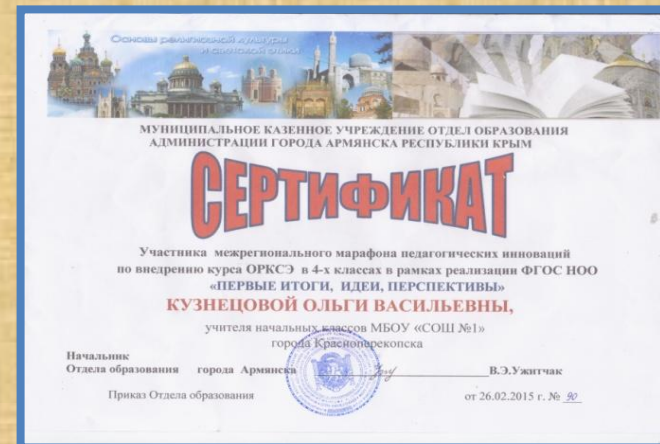 Основы религиозной культуры
и светской этики
МУНИЦИПАЛЬНОЕ КАЗЕННОЕ УЧРЕЖДЕНИЕ ОТДЕЛ ОБРАЗОВАНИЯ
АДМИНИСТРАЦИИ ГОРОДА АРМЯНСКА РЕСПУБЛИКИ КРЫМ
СЕРТИФИКАТ
Участника межрегионального марафона педагогических инноваций
по внедрению курса ОРКСЭ в 4-х классах в рамках реализации ФГОС НОО
«ПЕРВЫЕ ИТОГИ, ИДЕИ, ПЕРСПЕКТИВЫ»
КУЗНЕЦОВОЙ ОЛЬГИ ВАСИЛЬЕВНЫ,
учителя начальных классов МБОУ «СОШ №1»
города Красноперекопска
Начальник
Отдела образования города Армянска В.Э.Ужитчак
Приказ Отдела образования от 26.02.2015 г. № 90